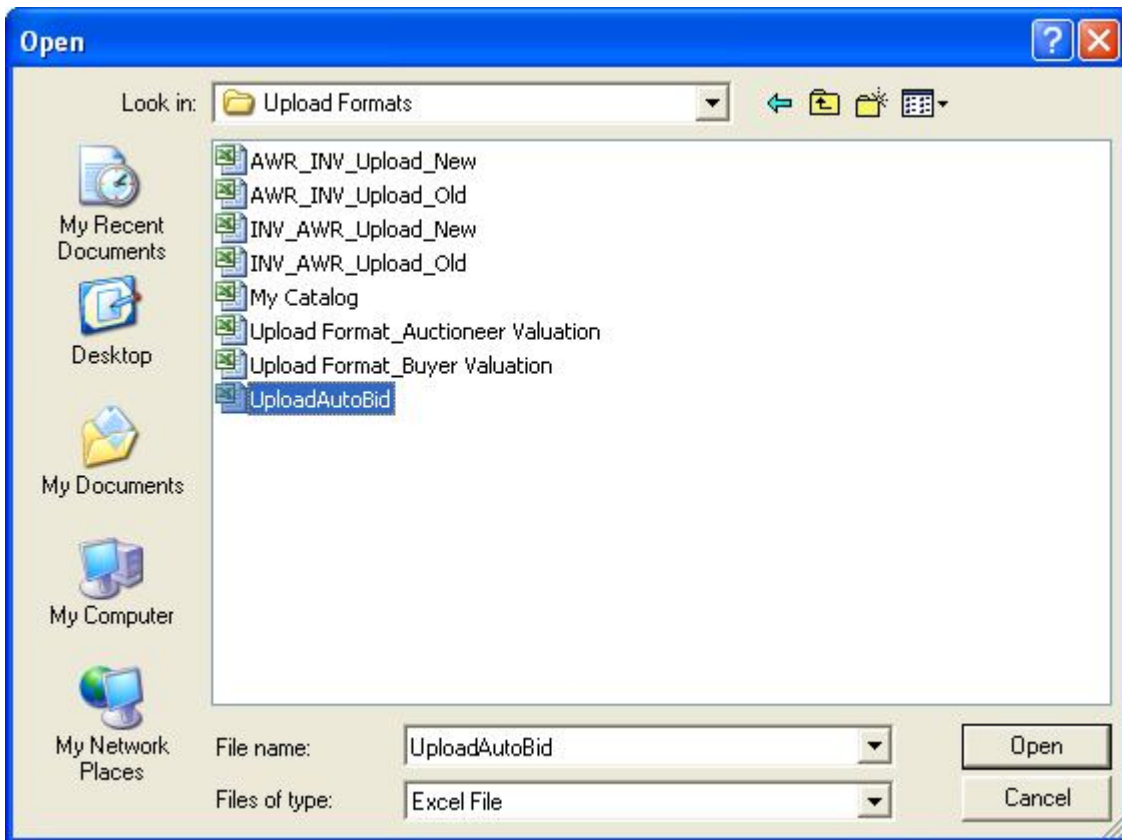 Open
Look in: Upload Formats
My Recent
Documents
Desktop
My Documents
My Computer
My Network
Places
AWR_INV_Upload_New
AWR_INV_Upload_Old
INV_AWR_Upload_New
INV_AWR_Upload_Old
My Catalog
Upload Format_Auctioneer Valuation
Upload Format_Buyer Valuation
UploadAutoBid
File name: UploadAutoBid Open
Files of type: Excel File Cancel